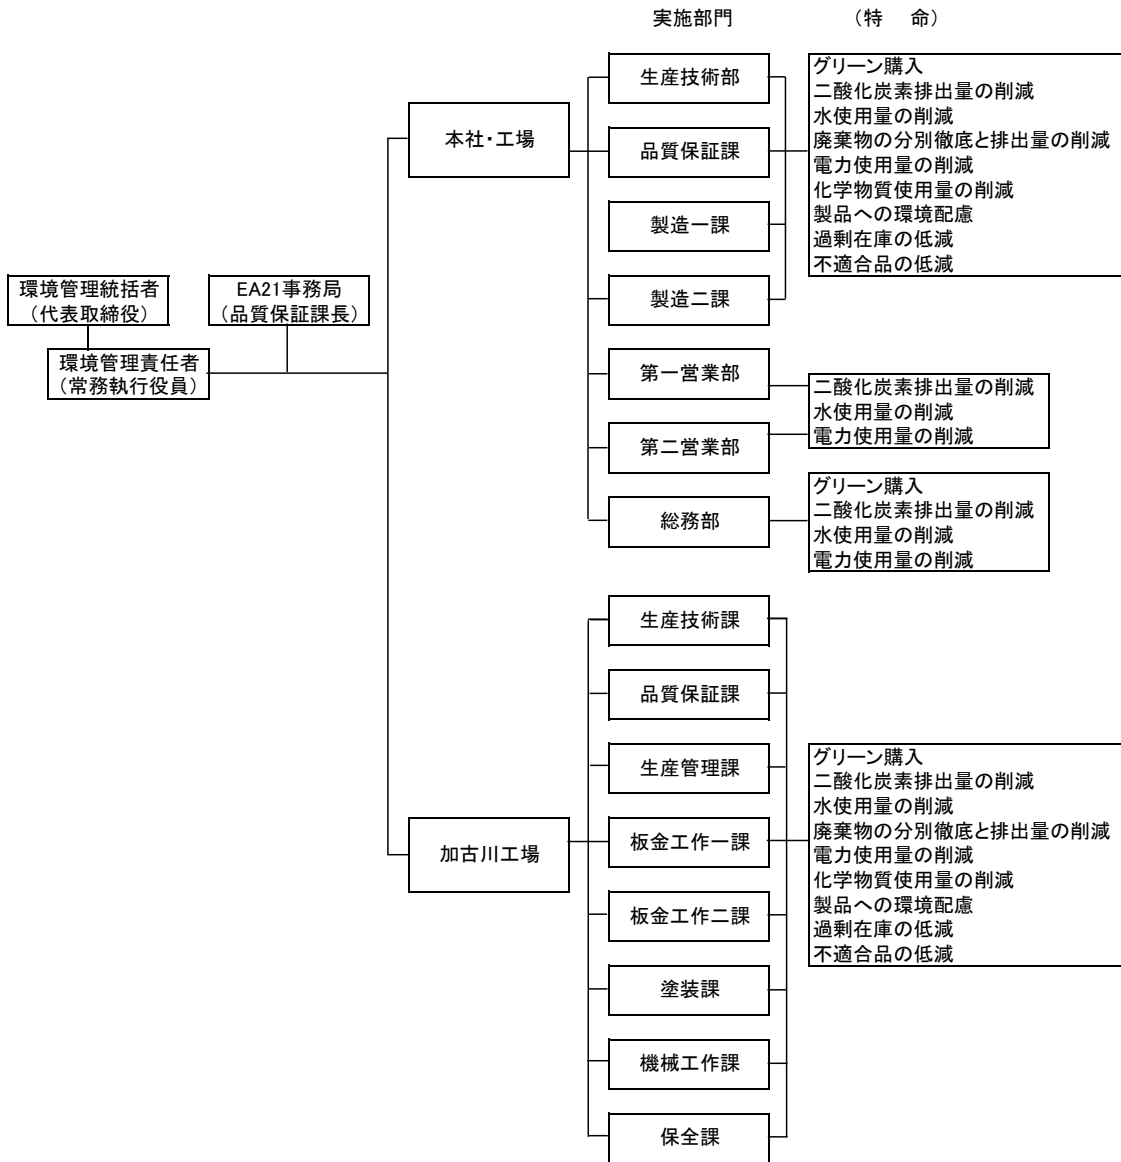 実施部門
(特 命)
生産技術部
品質保証課
製造一課
製造二課
グリーン購入
二酸化炭素排出量の削減
水使用量の削減
廃棄物の分別徹底と排出量の削減
電力使用量の削減
化学物質使用量の削減
製品への環境配慮
過剰在庫の低減
不適合品の低減
本社・工場
環境管理統括者
(代表取締役)
EA21事務局
(品質保証課長)
環境管理責任者
(常務執行役員)
第一営業部
第二営業部
二酸化炭素排出量の削減
水使用量の削減
電力使用量の削減
総務部
グリーン購入
二酸化炭素排出量の削減
水使用量の削減
電力使用量の削減
加古川工場
生産技術課
品質保証課
生産管理課
板金工作一課
板金工作二課
塗装課
機械工作課
保全課
グリーン購入
二酸化炭素排出量の削減
水使用量の削減
廃棄物の分別徹底と排出量の削減
電力使用量の削減
化学物質使用量の削減
製品への環境配慮
過剰在庫の低減
不適合品の低減